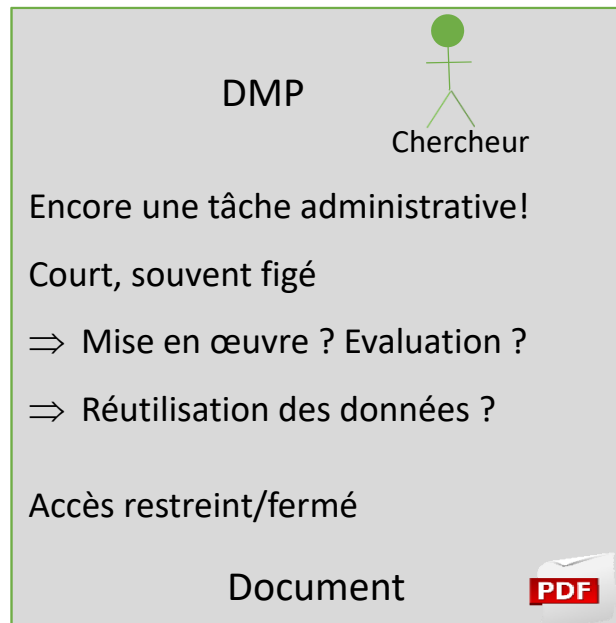 DMP
Chercheur
Encore une tâche administrative!
Court, souvent figé
⇒ Mise en œuvre ? Evaluation ?
⇒ Réutilisation des données ?
Accès restreint/fermé
Document
PDF